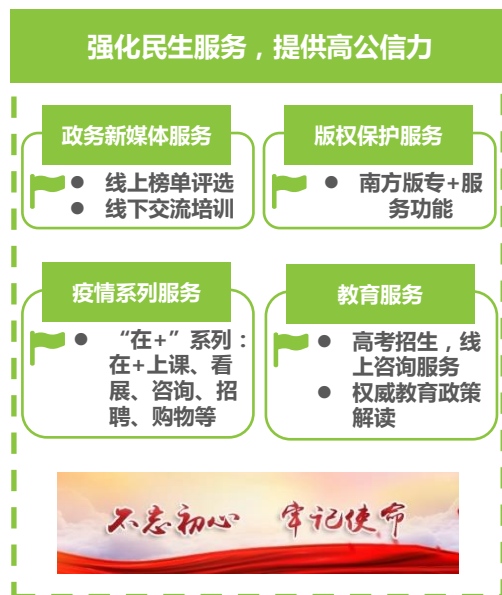 强化民生服务，提供高公信力
政务新媒体服务
● 线上榜单评选
● 线下交流培训
版权保护服务
● 南方版专+服
务功能
疫情系列服务
● “在+”系列：
在+上课、看
展、咨询、招
聘、购物等
教育服务
● 高考招生，线
上咨询服务
● 权威教育政策
解读
不忘初心 牢记使命